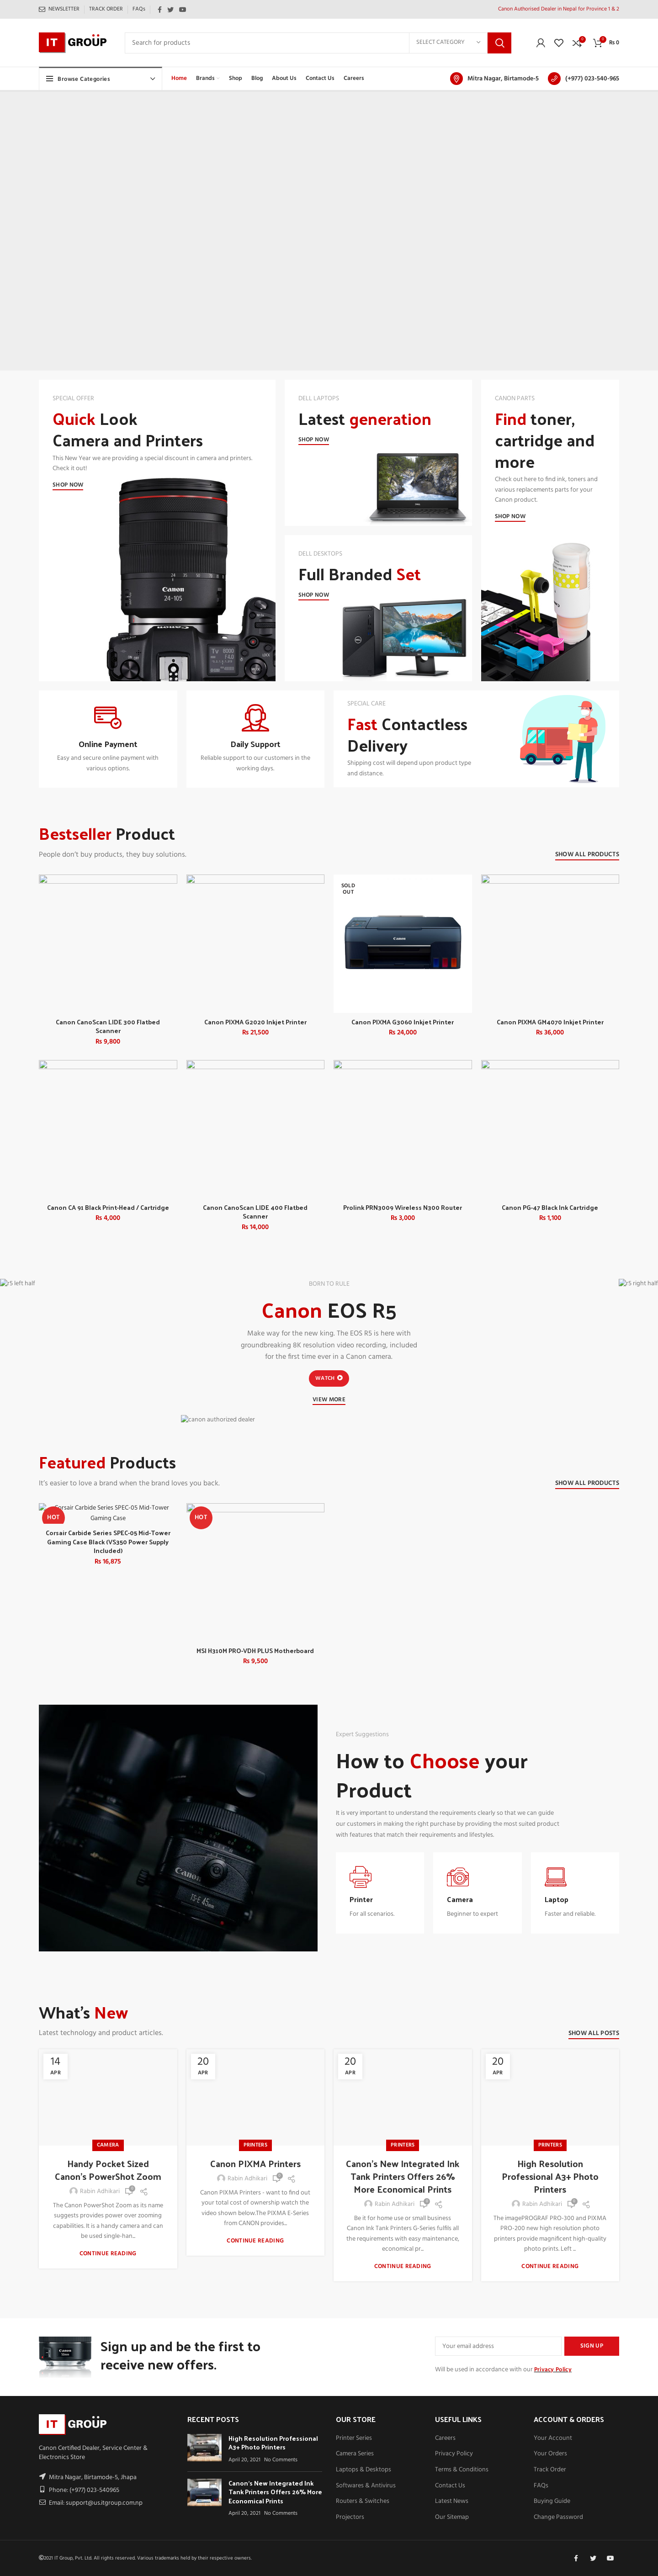 NEWSLETTER TRACK ORDER FAQs
Canon Authorised Dealer in Nepal for Province 1 & 2
IT GROUP
Search for products
SELECT CATEGORY
0
0
₨ 0
Browse Categories
Home Brands Shop Blog About Us Contact Us Careers
Mitra Nagar, Birtamode-5
(+977) 023-540-965
SPECIAL OFFER
Quick Look
Camera and Printers
This New Year we are providing a special discount in camera and printers.
Check it out!
SHOP NOW
DELL LAPTOPS
Latest generation
SHOP NOW
DELL DESKTOPS
Full Branded Set
SHOP NOW
CANON PARTS
Find toner,
cartridge and
more
Check out here to find ink, toners and
various replacements parts for your
Canon product.
SHOP NOW
Online Payment
Easy and secure online payment with
various options.
Daily Support
Reliable support to our customers in the
working days.
SPECIAL CARE
Fast Contactless
Delivery
Shipping cost will depend upon product type
and distance.
Bestseller Product
People don't buy products, they buy solutions.
SHOW ALL PRODUCTS
SOLD
OUT
Canon CanoScan LIDE 300 Flatbed
Scanner
₨ 9,800
Canon PIXMA G2020 Inkjet Printer
₨ 21,500
Canon PIXMA G3060 Inkjet Printer
₨ 24,000
Canon PIXMA GM4070 Inkjet Printer
₨ 36,000
Canon CA 91 Black Print-Head / Cartridge
₨ 4,000
Canon CanoScan LIDE 400 Flatbed
Scanner
₨ 14,000
Prolink PRN3009 Wireless N300 Router
₨ 3,000
Canon PG-47 Black Ink Cartridge
₨ 1,100
r5 left half
r5 right half
BORN TO RULE
Canon EOS R5
Make way for the new king. The EOS R5 is here with
groundbreaking 8K resolution video recording, included
for the first time ever in a Canon camera.
WATCH
VIEW MORE
canon authorized dealer
Featured Products
It's easier to love a brand when the brand loves you back.
SHOW ALL PRODUCTS
Corsair Carbide Series SPEC-05 Mid-Tower
Gaming Case
HOT
HOT
Corsair Carbide Series SPEC-05 Mid-Tower
Gaming Case Black (VS350 Power Supply
Included)
₨ 16,875
MSI H310M PRO-VDH PLUS Motherboard
₨ 9,500
Expert Suggestions
How to Choose your
Product
It is very important to understand the requirements clearly so that we can guide
our customers in making the right purchase by providing the most suited product
with features that match their requirements and lifestyles.
Printer
For all scenarios.
Camera
Beginner to expert
Laptop
Faster and reliable.
What's New
Latest technology and product articles.
SHOW ALL POSTS
14
APR
CAMERA
Handy Pocket Sized
Canon's PowerShot Zoom
Rabin Adhikari
The Canon PowerShot Zoom as its name
suggests provides power over zooming
capabilities. It is a handy camera and can
be used single-han...
CONTINUE READING
20
APR
PRINTERS
Canon PIXMA Printers
Rabin Adhikari
Canon PIXMA Printers - want to find out
your total cost of ownership watch the
video shown below.The PIXMA E-Series
from CANON provides...
CONTINUE READING
20
APR
PRINTERS
Canon's New Integrated Ink
Tank Printers Offers 26%
More Economical Prints
Rabin Adhikari
Be it for home use or small business
Canon Ink Tank Printers G-Series fulfills all
the requirements with easy maintenance,
economical pr...
CONTINUE READING
20
APR
PRINTERS
High Resolution
Professional A3+ Photo
Printers
Rabin Adhikari
The imagePROGRAF PRO-300 and PIXMA
PRO-200 new high resolution photo
printers provide magnificent high-quality
photo prints. Left ...
CONTINUE READING
Sign up and be the first to
receive new offers.
Your email address
SIGN UP
Will be used in accordance with our Privacy Policy
IT GROUP
Canon Certified Dealer, Service Center &
Electronics Store
Mitra Nagar, Birtamode-5, Jhapa
Phone: (+977) 023-540965
Email: support@us.itgroup.com.np
RECENT POSTS
High Resolution Professional
A3+ Photo Printers
April 20, 2021 No Comments
Canon's New Integrated Ink
Tank Printers Offers 26% More
Economical Prints
April 20, 2021 No Comments
OUR STORE
Printer Series
Camera Series
Laptops & Desktops
Softwares & Antivirus
Routers & Switches
Projectors
USEFUL LINKS
Careers
Privacy Policy
Terms & Conditions
Contact Us
Latest News
Our Sitemap
ACCOUNT & ORDERS
Your Account
Your Orders
Track Order
FAQs
Buying Guide
Change Password
©2021 IT Group, Pvt. Ltd. All rights reserved. Various trademarks held by their respective owners.